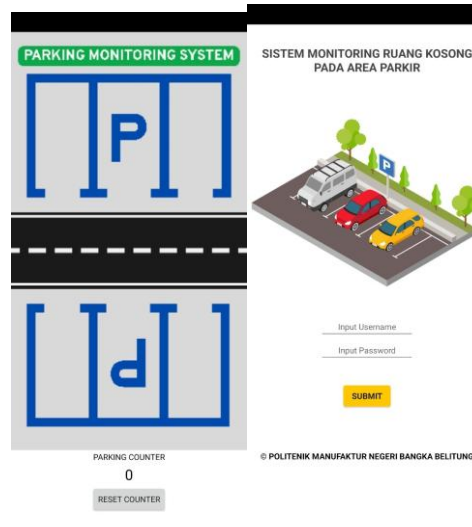 PARKING MONITORING SYSTEM
P
P
PARKING COUNTER
0
RESET COUNTER
SISTEM MONITORING RUANG KOSONG
PADA AREA PARKIR
P
Input Username
Input Password
SUBMIT
© POLITENIK MANUFAKTUR NEGERI BANGKA BELITUNG